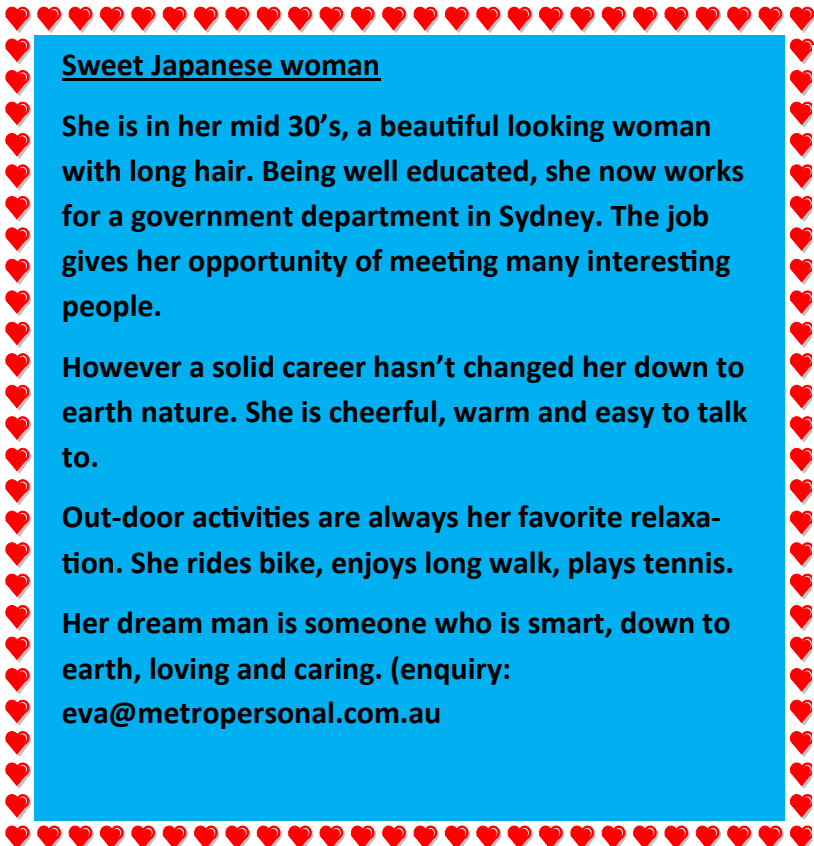 Sweet Japanese woman
She is in her mid 30’s, a beautiful looking woman
with long hair. Being well educated, she now works
for a government department in Sydney. The job
gives her opportunity of meeting many interesting
people.
However a solid career hasn’t changed her down to
earth nature. She is cheerful, warm and easy to talk
to.
Out-door activities are always her favorite relaxa-
tion. She rides bike, enjoys long walk, plays tennis.
Her dream man is someone who is smart, down to
earth, loving and caring. (enquiry:
eva@metropersonal.com.au